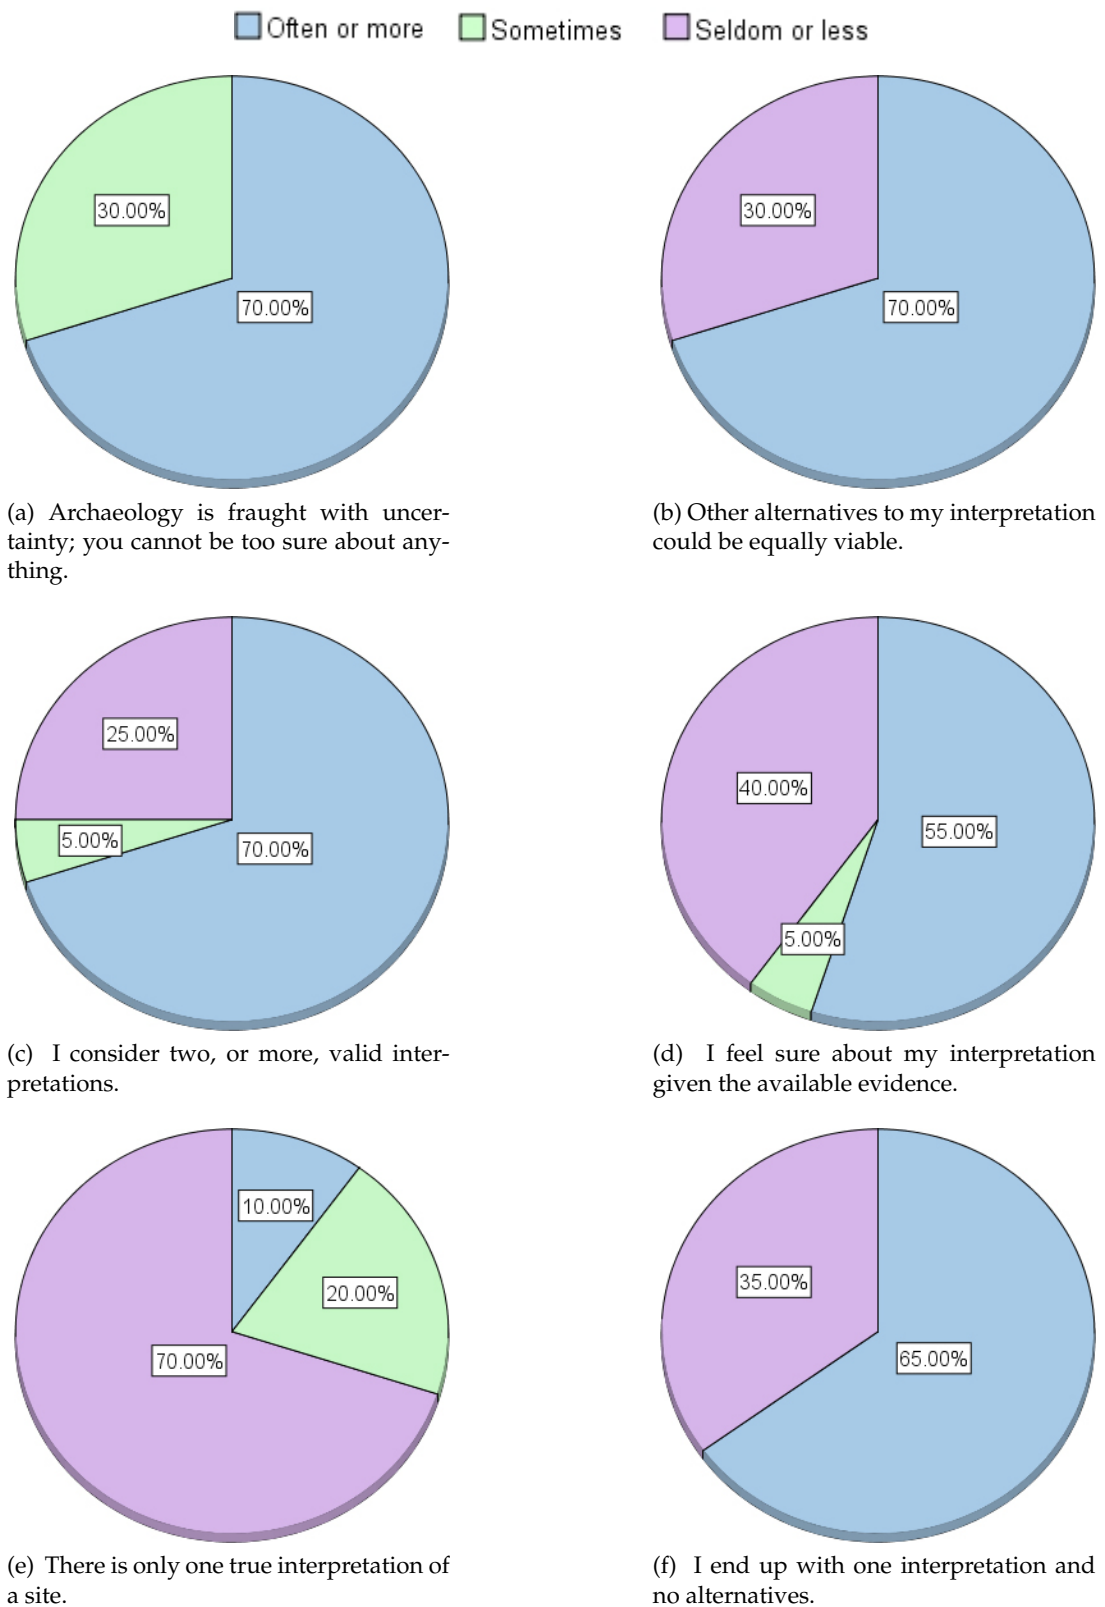 Often or more Sometimes Seldom or less
30.00%
70.00%
30.00%
70.00%
(a) Archaeology is fraught with uncer-
tainty; you cannot be too sure about any-
thing.
(b) Other alternatives to my interpretation
could be equally viable.
25.00%
5.00%
70.00%
40.00%
55.00%
5.00%
(c) I consider two, or more, valid inter-
pretations.
(d) I feel sure about my interpretation
given the available evidence.
10.00%
20.00%
70.00%
35.00%
65.00%
(e) There is only one true interpretation of
a site.
(f) I end up with one interpretation and
no alternatives.